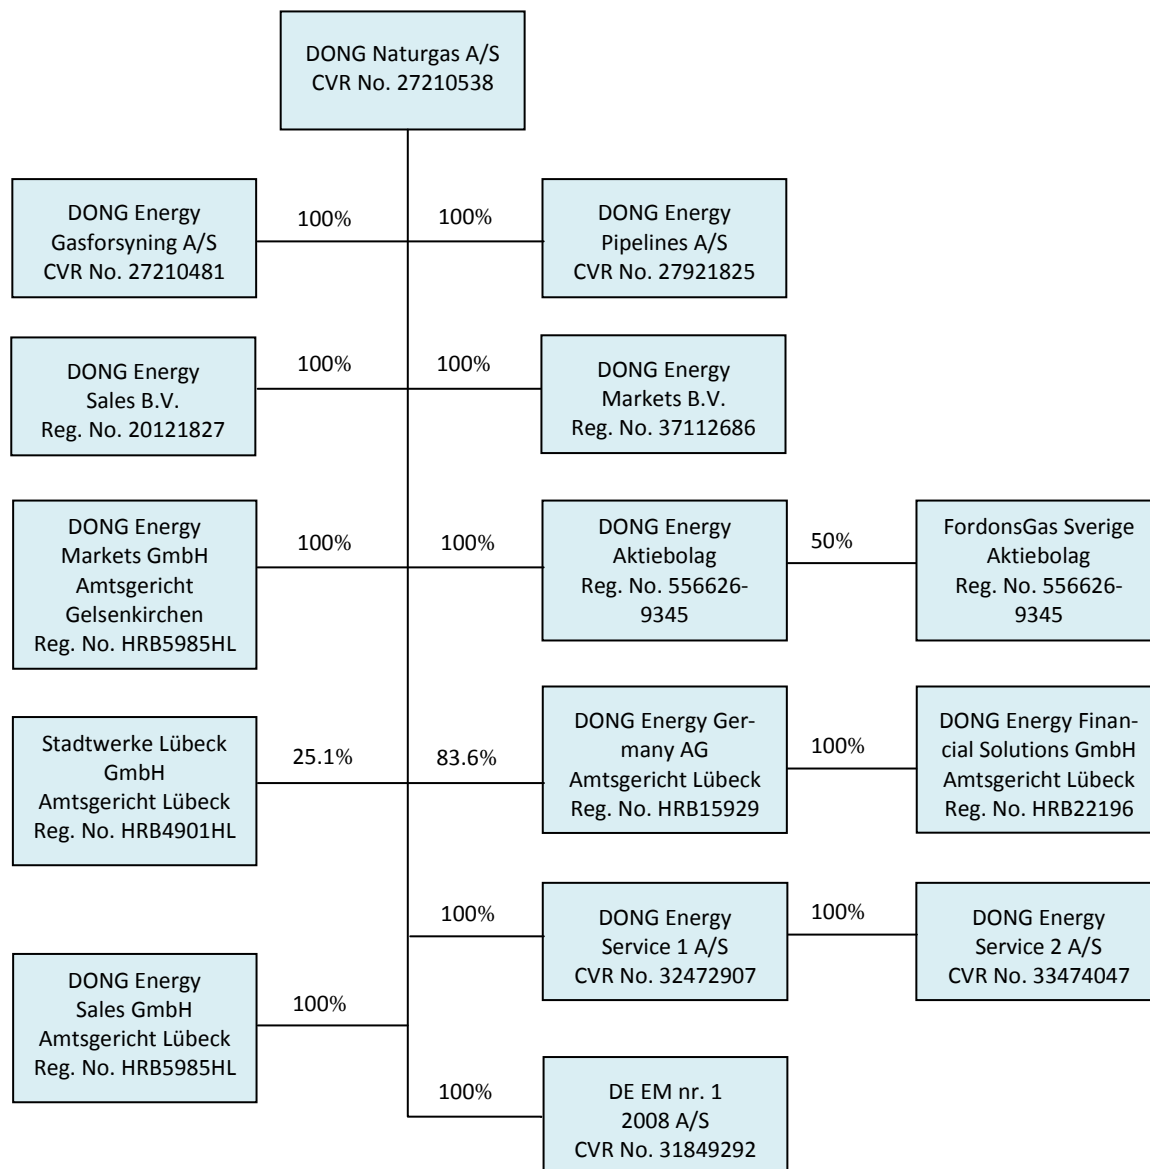 DONG Naturgas A/S
CVR No. 27210538
DONG Energy
Gasforsyning A/S
CVR No. 27210481
100%
100%
DONG Energy
Pipelines A/S
CVR No. 27921825
DONG Energy
Sales B.V.
Reg. No. 20121827
100%
100%
DONG Energy
Markets B.V.
Reg. No. 37112686
DONG Energy
Markets GmbH
Amtsgericht
Gelsenkirchen
Reg. No. HRB5985HL
100%
100%
DONG Energy
Aktiebolag
Reg. No. 556626-
9345
50%
FordonsGas Sverige
Aktiebolag
Reg. No. 556626-
9345
Stadtwerke Lübeck
GmbH
Amtsgericht Lübeck
Reg. No. HRB4901HL
25.1%
83.6%
DONG Energy Ger-
many AG
Amtsgericht Lübeck
Reg. No. HRB15929
100%
DONG Energy Finan-
cial Solutions GmbH
Amtsgericht Lübeck
Reg. No. HRB22196
100%
DONG Energy
Service 1 A/S
CVR No. 32472907
100%
DONG Energy
Service 2 A/S
CVR No. 33474047
DONG Energy
Sales GmbH
Amtsgericht Lübeck
Reg. No. HRB5985HL
100%
100%
DE EM nr. 1
2008 A/S
CVR No. 31849292